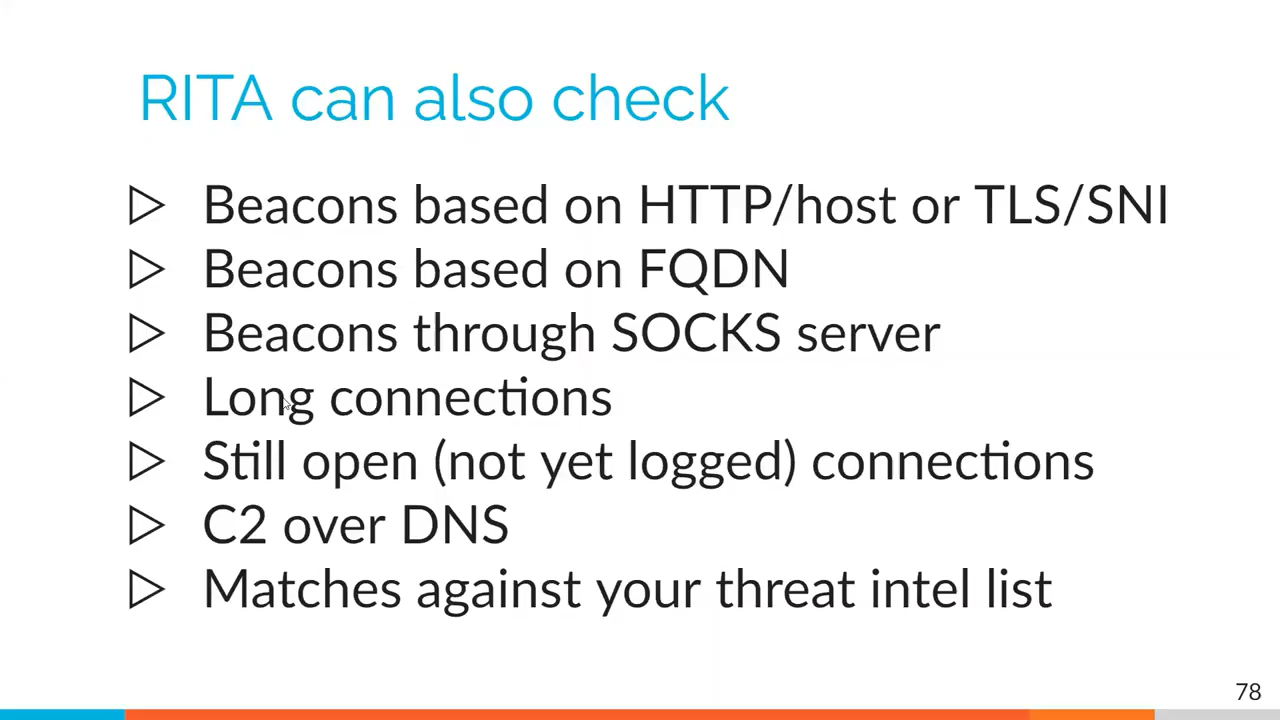 RITA can also check
Beacons based on HTTP/host or TLS/SNI
Beacons based on FQDN
Beacons through SOCKS server
Long connections
Still open (not yet logged) connections
C2 over DNS
Matches against your threat intel list
78